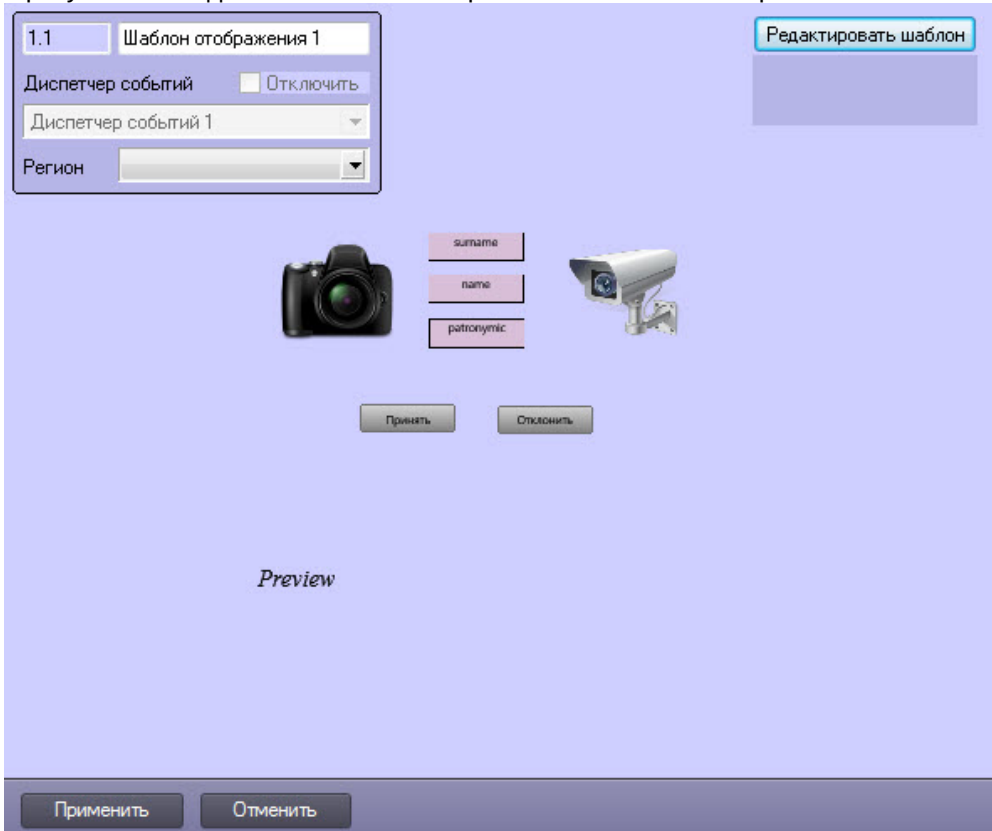 1.1 Шаблон отображения 1
Редактировать шаблон
Диспетчер событий Отключить
Диспетчер событий 1
Регион
surname
name
patronymic
Принять Отклонить
Preview
Применить Отменить